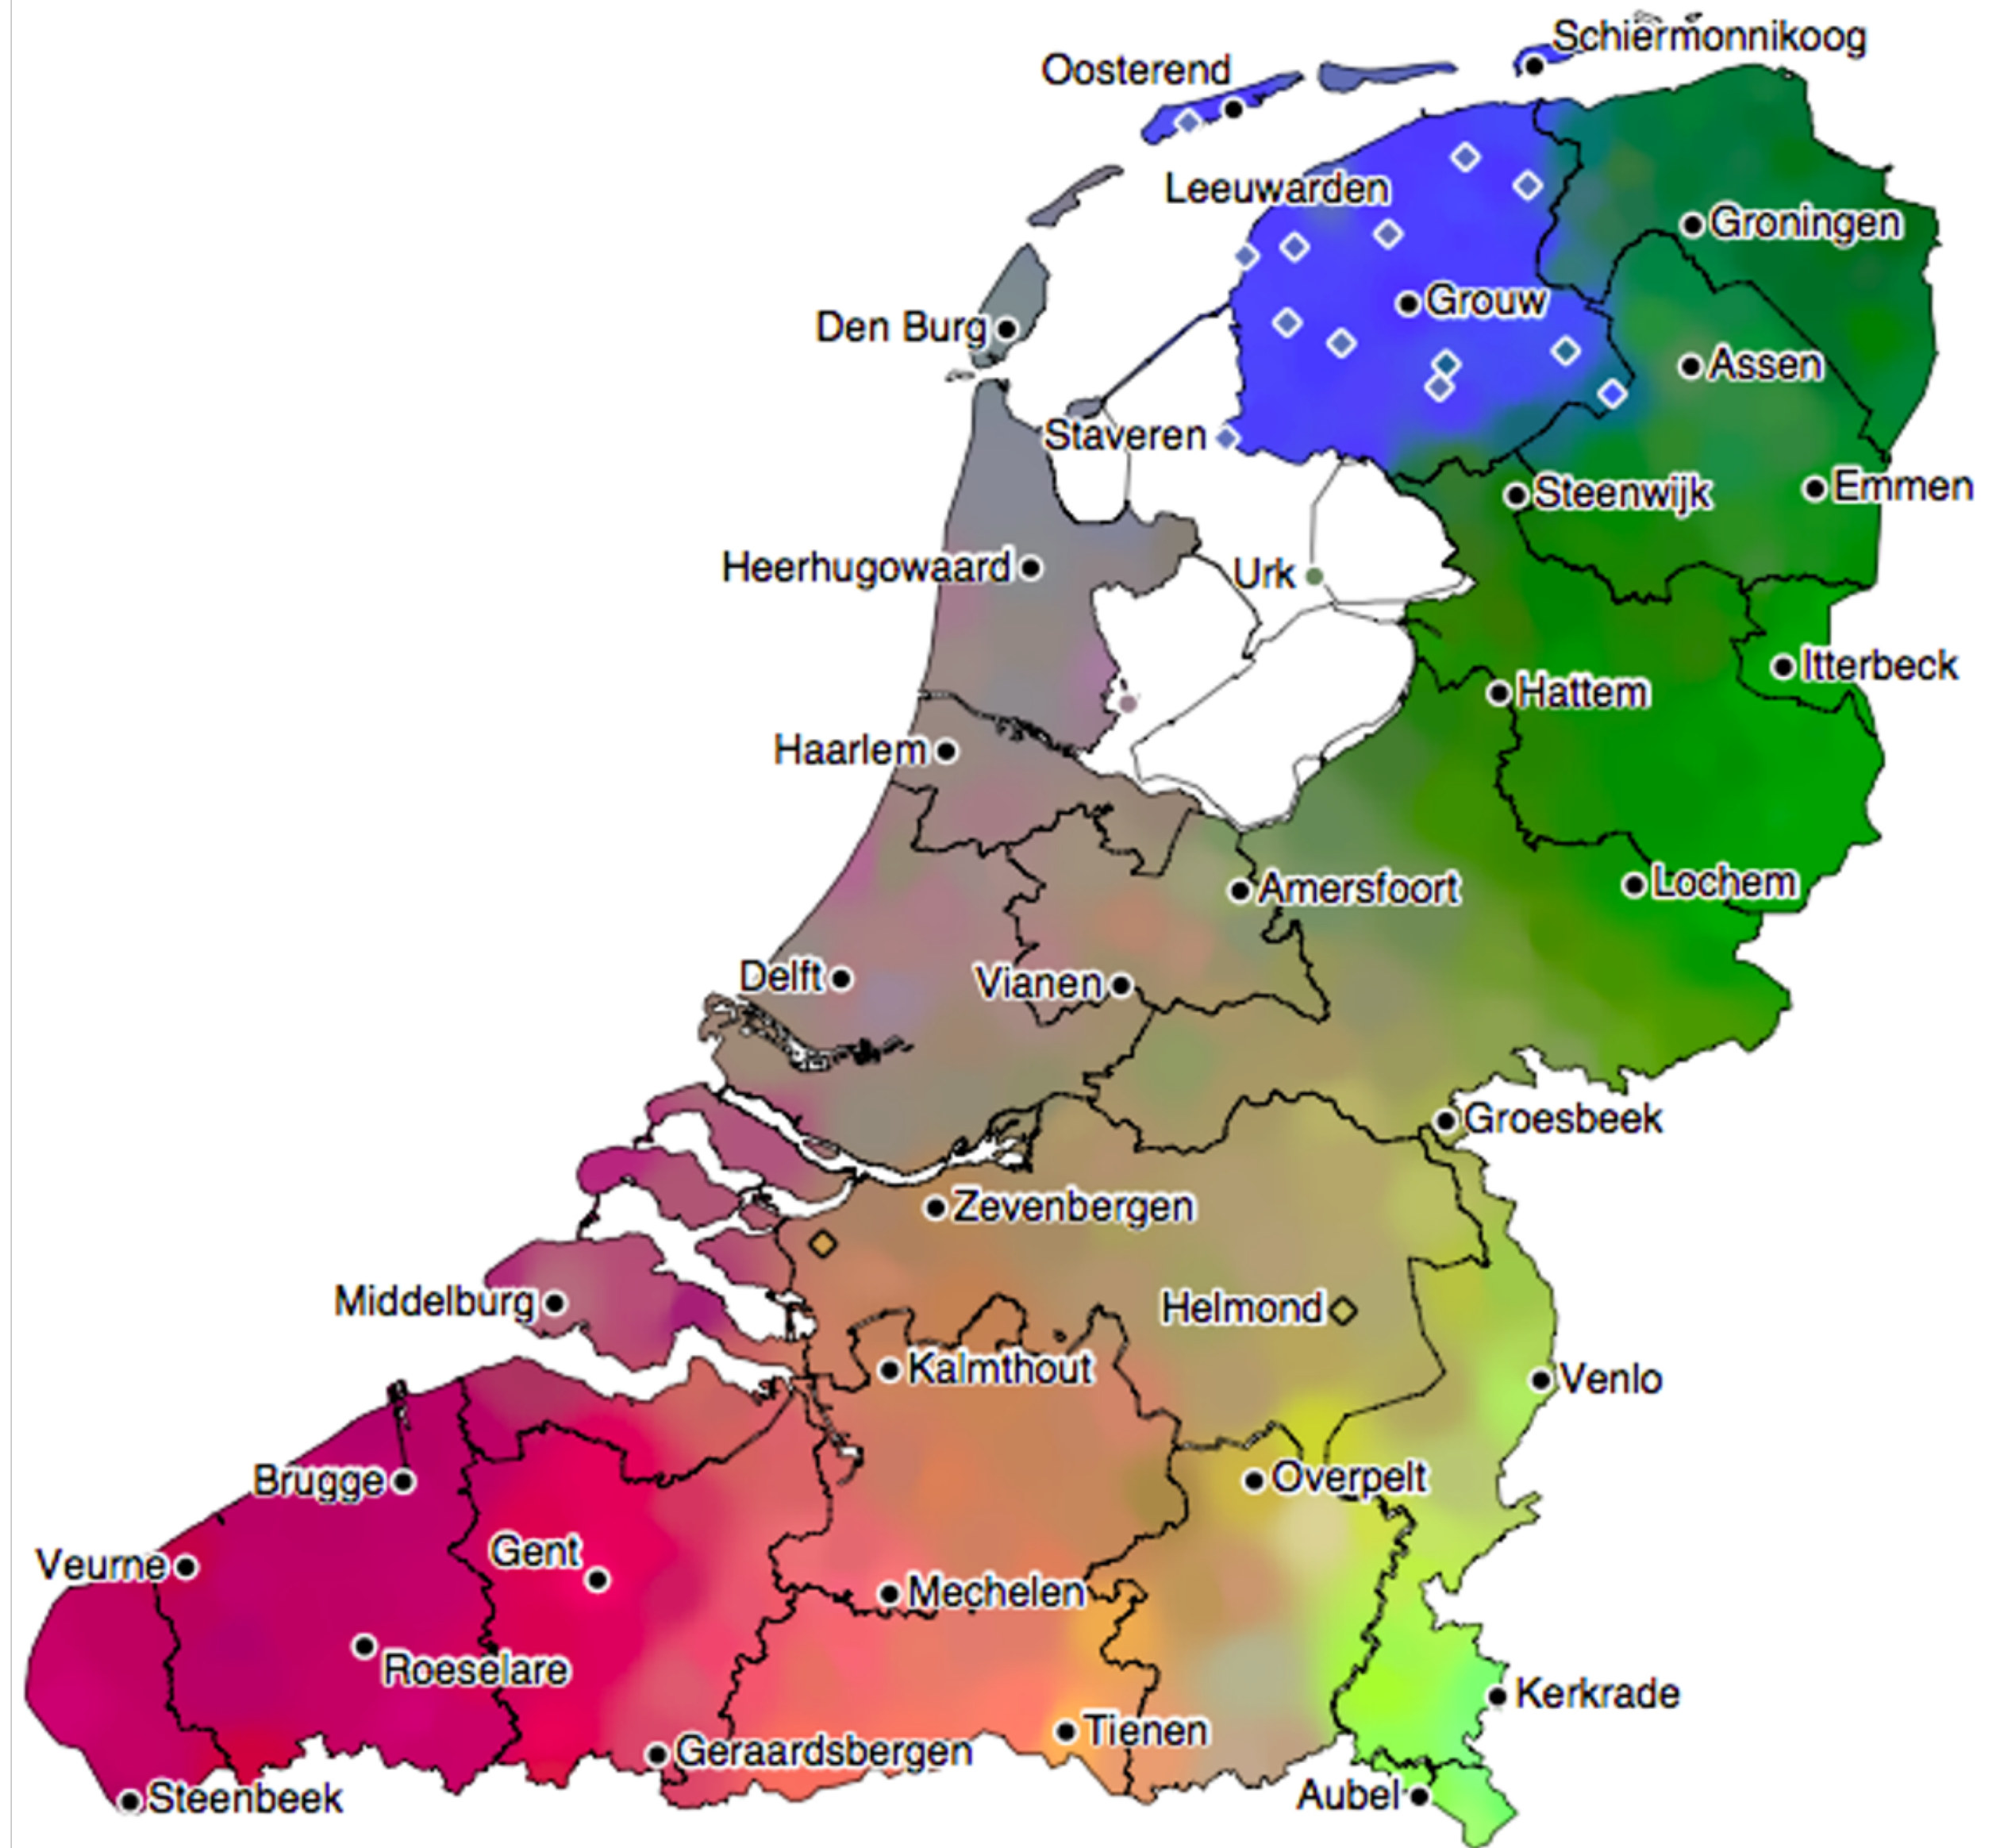 Schiermonnikoog
Oosterend
Leeuwarden
Groningen
Grouw
Den Burg
Assen
Staveren
Steenwijk
Emmen
Heerhugowaard
Urk
Itterbeck
Hattem
Haarlem
Lochem
Amersfoort
Delft
Vianen
Groesbeek
Zevenbergen
Middelburg
Helmond
Kalmthout
Venlo
Brugge
Overpelt
Gent
Veurne
Mechelen
Roeselare
Kerkrade
Tienen
Geraardsbergen
Aubel
Steenbeek